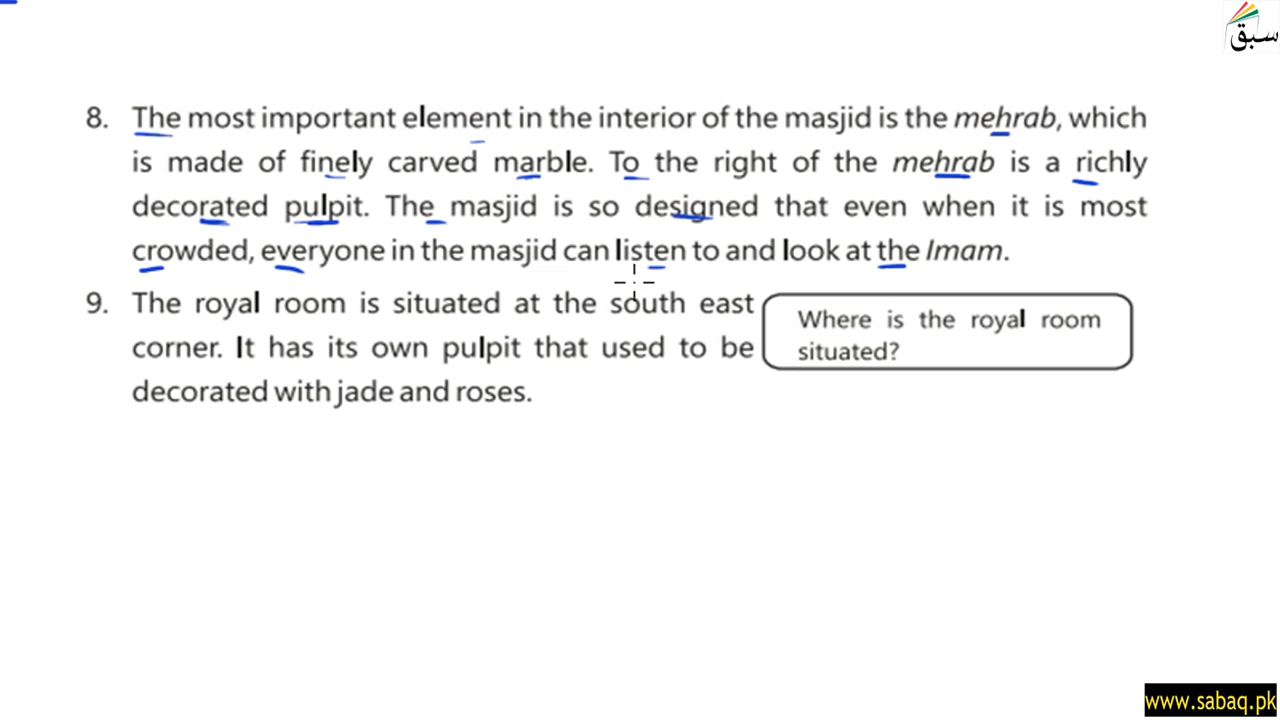 سبق
8. The most important element in the interior of the masjid is the mehrab, which
is made of finely carved marble. To the right of the mehrab is a richly
decorated pulpit. The masjid is so designed that even when it is most
crowded, everyone in the masjid can listen to and look at the Imam.
9. The royal room is situated at the south east
corner. It has its own pulpit that used to be
decorated with jade and roses.
Where is the royal room
situated?
www.sabaq.pk